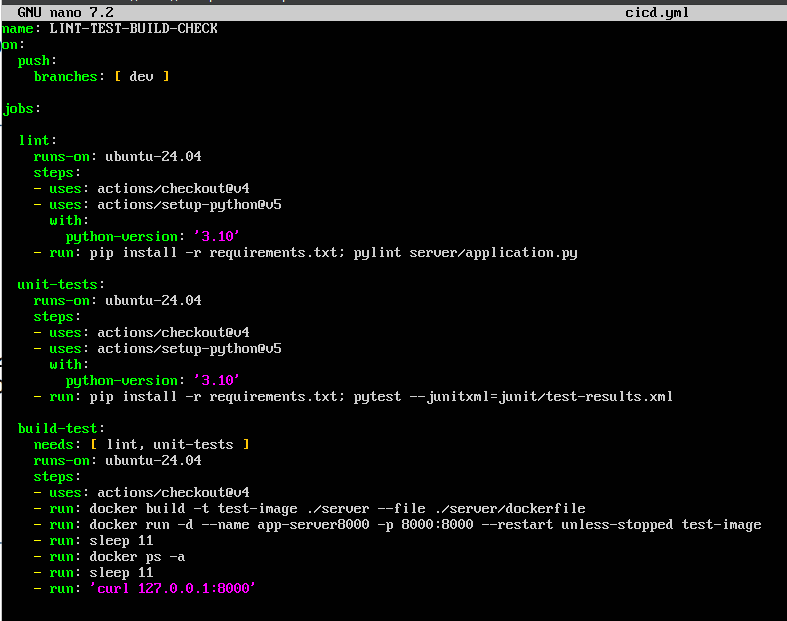 GNU nano 7.2 cicd.yml
name: LINT-TEST-BUILD-CHECK
on:
  push:
    branches: [ dev ]

jobs:

  lint:
    runs-on: ubuntu-24.04
    steps:
    - uses: actions/checkout@v4
    - uses: actions/setup-python@v5
      with:
        python-version: '3.10'
    - run: pip install -r requirements.txt; pylint server/application.py

  unit-tests:
    runs-on: ubuntu-24.04
    steps:
    - uses: actions/checkout@v4
    - uses: actions/setup-python@v5
      with:
        python-version: '3.10'
    - run: pip install -r requirements.txt; pytest --junitxml=junit/test-results.xml

  build-test:
    needs: [ lint, unit-tests ]
    runs-on: ubuntu-24.04
    steps:
    - uses: actions/checkout@v4
    - run: docker build -t test-image ./server --file ./server/dockerfile
    - run: docker run -d --name app-server8000 -p 8000:8000 --restart unless-stopped test-image
    - run: sleep 11
    - run: docker ps -a
    - run: sleep 11
    - run: 'curl 127.0.0.1:8000'